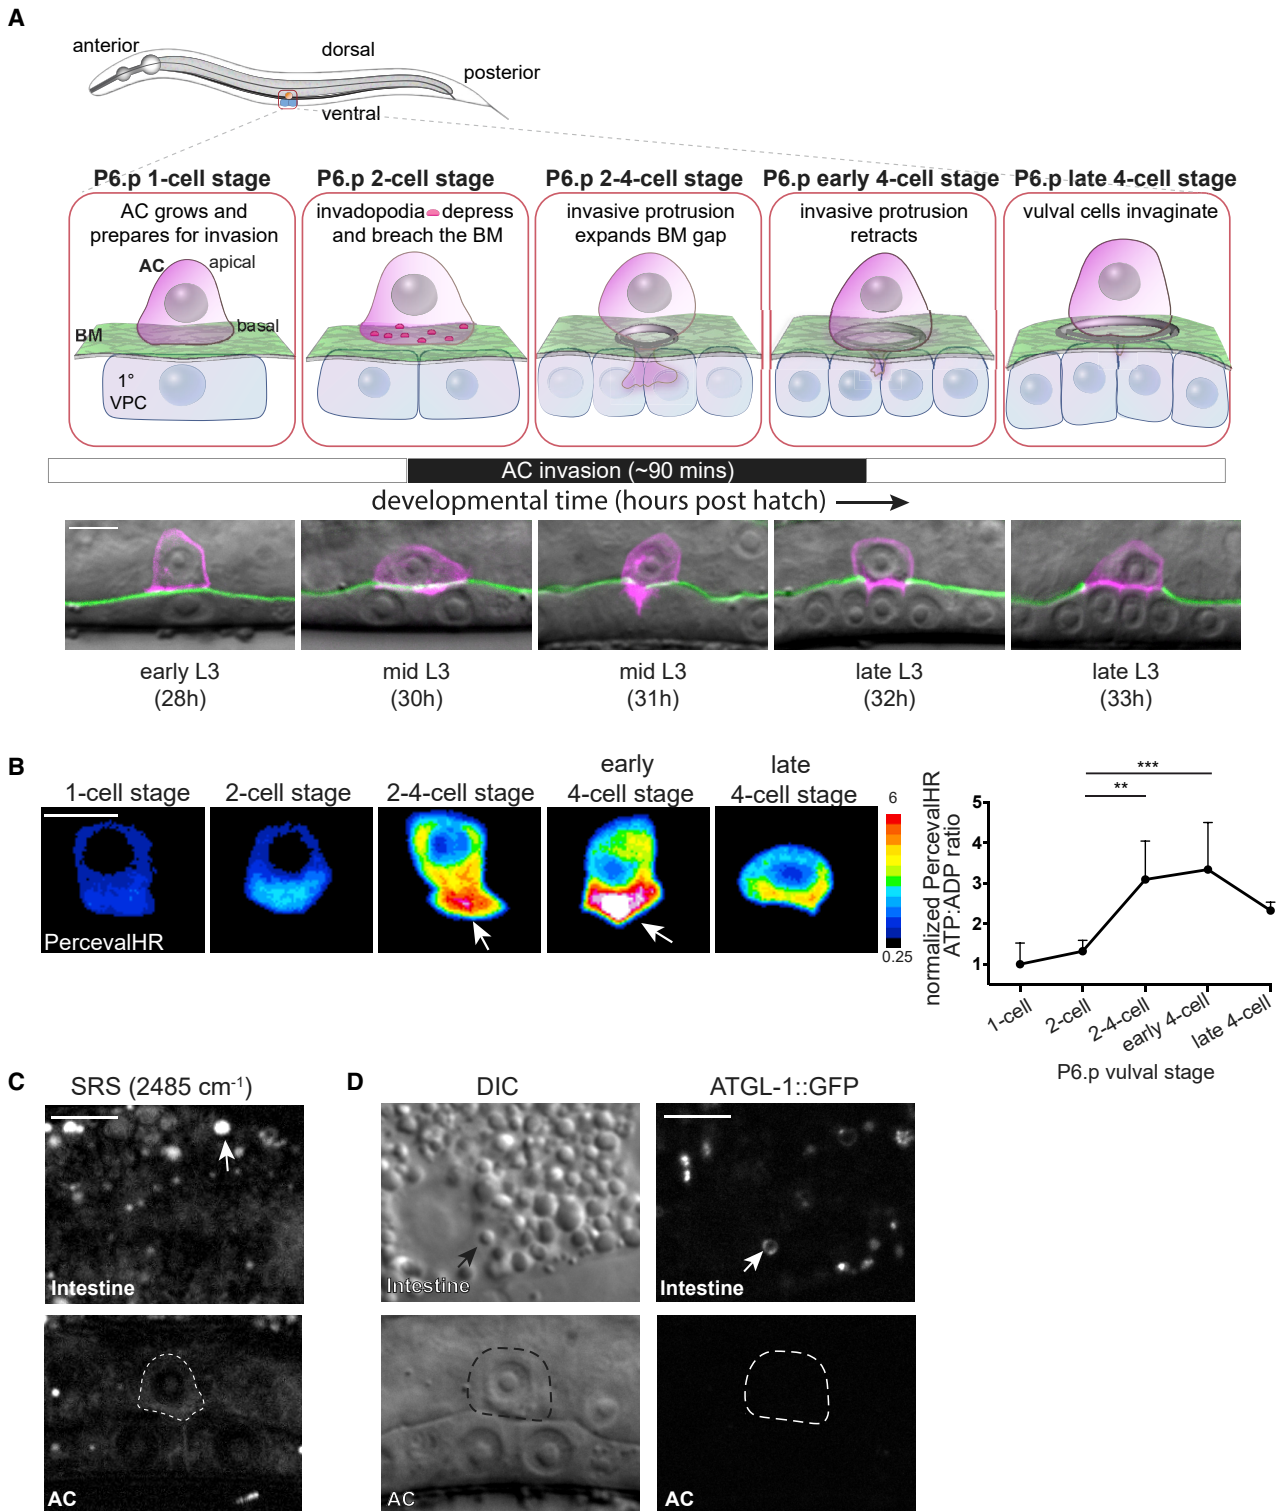 A
anterior
dorsal
posterior
ventral
P6.p 1-cell stage
P6.p 2-cell stage
P6.p 2-4-cell stage
P6.p early 4-cell stage
P6.p late 4-cell stage
AC grows and
prepares for invasion
invadopodia depress
and breach the BM
invasive protrusion
expands BM gap
invasive protrusion
retracts
vulval cells invaginate
AC
apical
basal
BM
1°
VPC
AC invasion (~90 mins)
developmental time (hours post hatch)
early L3
(28h)
mid L3
(30h)
mid L3
(31h)
late L3
(32h)
late L3
(33h)
B
1-cell stage
2-cell stage
2-4-cell stage
early
4-cell stage
late
4-cell stage
PercevalHR
6
0.25
normalized PercevalHR
ATP:ADP ratio
5
4
3
2
1
**
***
1-cell
2-cell
2-4-cell
early 4-cell
late 4-cell
P6.p vulval stage
C
SRS (2485 cm⁻¹)
Intestine
AC
D
DIC
ATGL-1::GFP
Intestine
Intestine
AC
AC